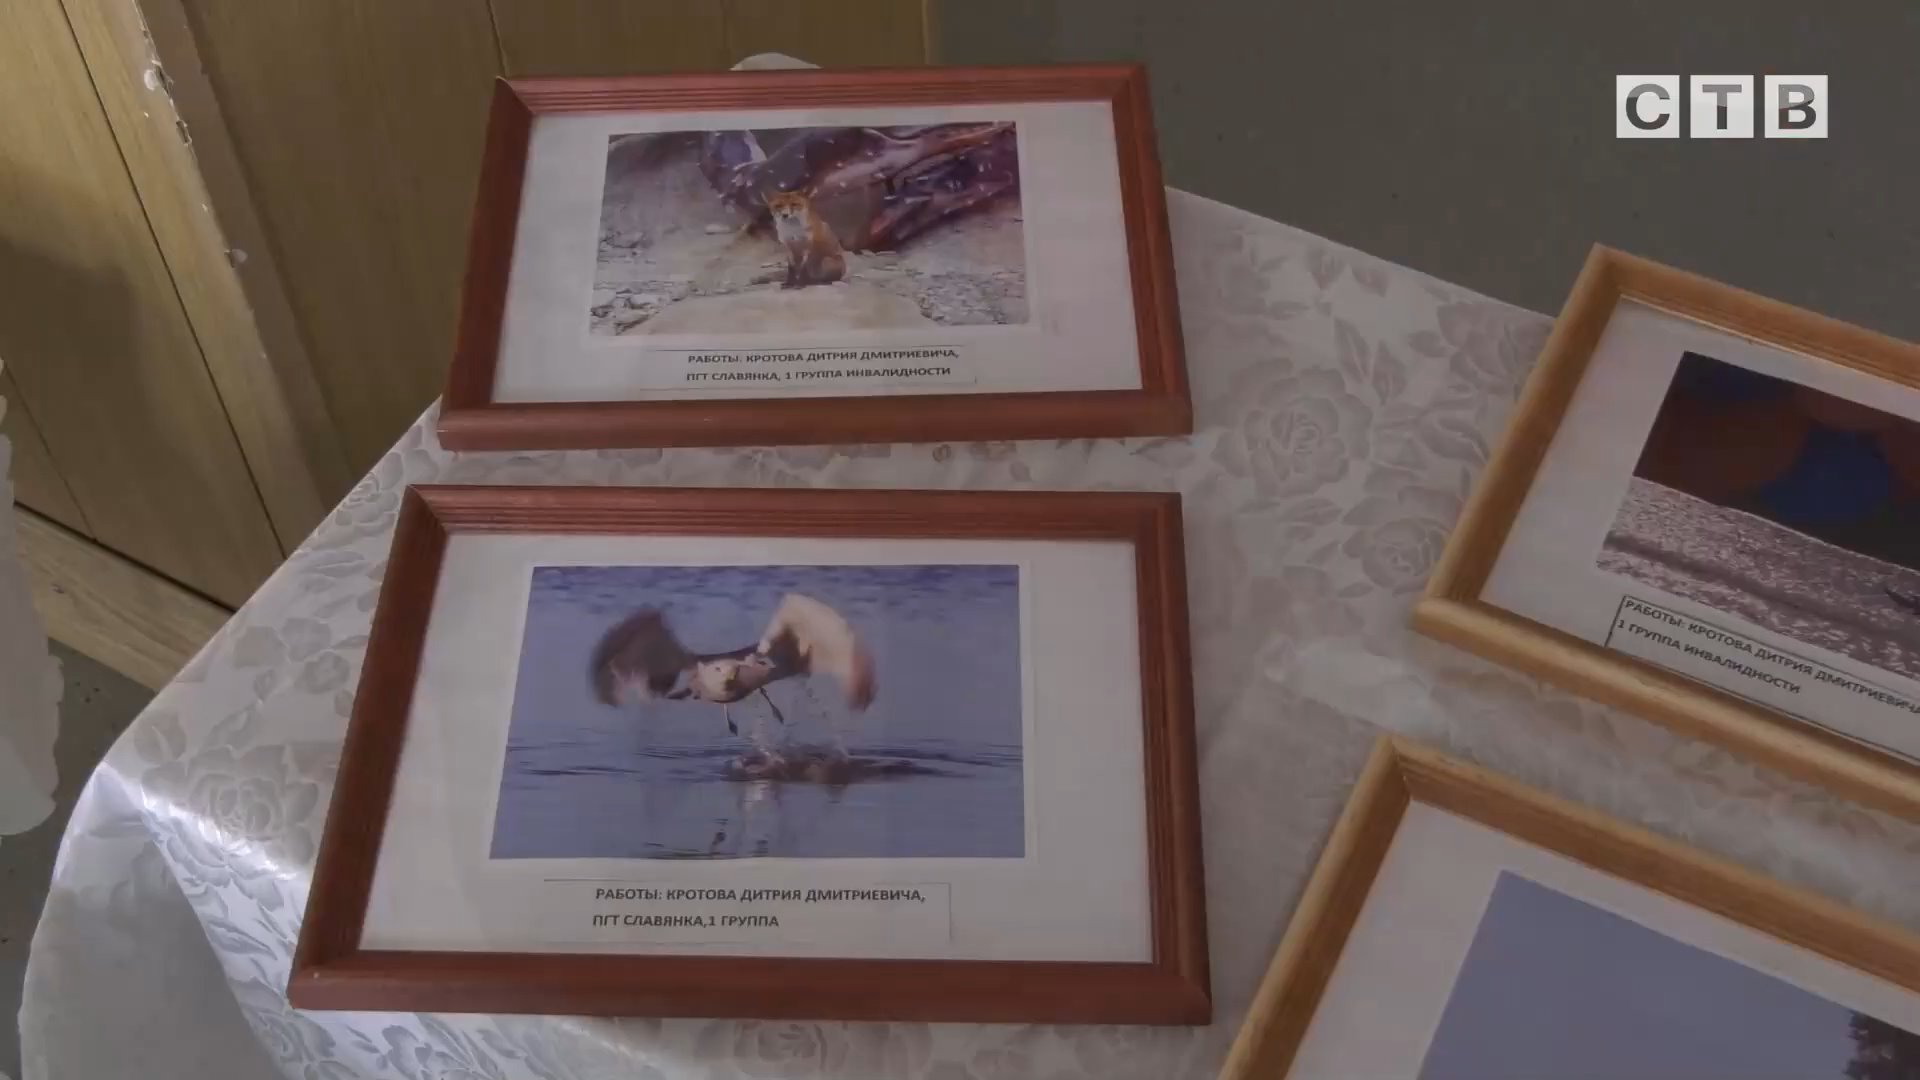 СТВ
РАБОТЫ: КРОТОВА ДИТРИЯ ДМИТРИЕВИЧА,
ПГТ СЛАВЯНКА, 1 ГРУППА ИНВАЛИДНОСТИ
РАБОТЫ: КРОТОВА ДИТРИЯ ДМИТРИЕВИЧА,
1 ГРУППА ИНВАЛИДНОСТИ
РАБОТЫ: КРОТОВА ДИТРИЯ ДМИТРИЕВИЧА,
ПГТ СЛАВЯНКА,1 ГРУППА